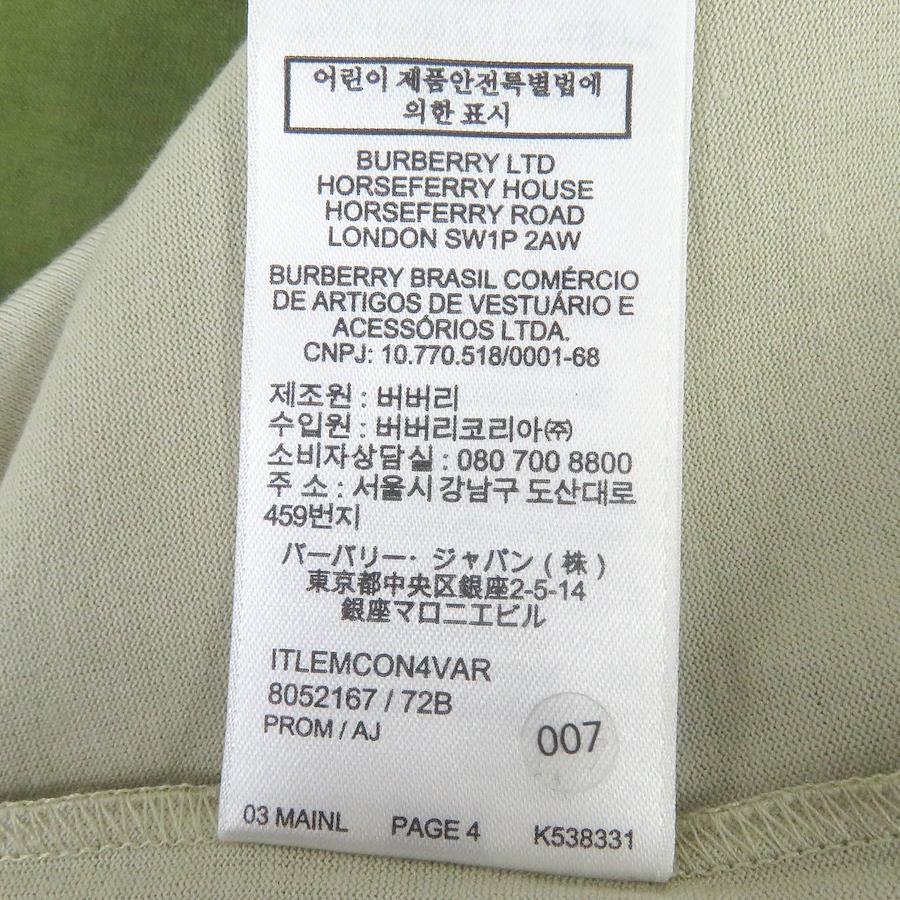 어린이 제품안전특별법에
의한 표시
BURBERRY LTD
HORSEFERRY HOUSE
HORSEFERRY ROAD
LONDON SW1P 2AW
BURBERRY BRASIL COMÉRCIO
DE ARTIGOS DE VESTUÁRIO E
ACESSÓRIOS LTDA.
CNPJ: 10.770.518/0001-68
제조원 : 버버리
수입원 : 버버리코리아㈜
소비자상담실 : 080 700 8800
주 소 : 서울시 강남구 도산대로
459번지
バーバリー・ジャパン ( 株 )
東京都中央区銀座2-5-14
銀座マロニエビル
ITLEMCON4VAR
8052167 / 72B
PROM / AJ
007
03 MAINL PAGE 4 K538331